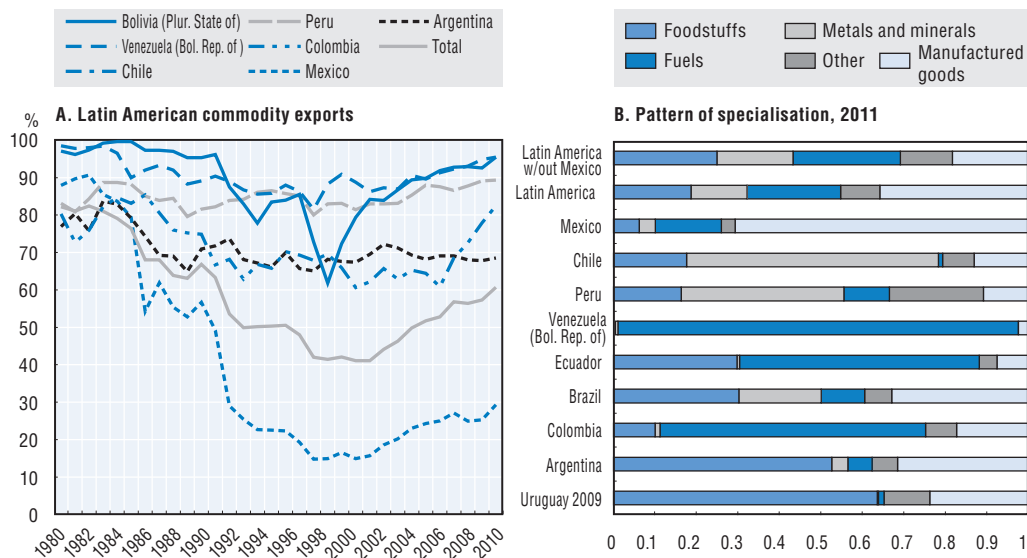 Bolivia (Plur. State of)
Peru
Argentina
Venezuela (Bol. Rep. of )
Colombia
Total
Chile
Mexico
Foodstuffs
Metals and minerals
Fuels
Other
Manufactured
goods
%
A. Latin American commodity exports
100
90
80
70
60
50
40
30
20
10
0
1980
1982
1984
1986
1988
1990
1992
1994
1996
1998
2000
2002
2004
2006
2008
2010
B. Pattern of specialisation, 2011
Latin America
w/out Mexico
Latin America
Mexico
Chile
Peru
Venezuela
(Bol. Rep. of)
Ecuador
Brazil
Colombia
Argentina
Uruguay 2009
0 0.1 0.2 0.3 0.4 0.5 0.6 0.7 0.8 0.9 1